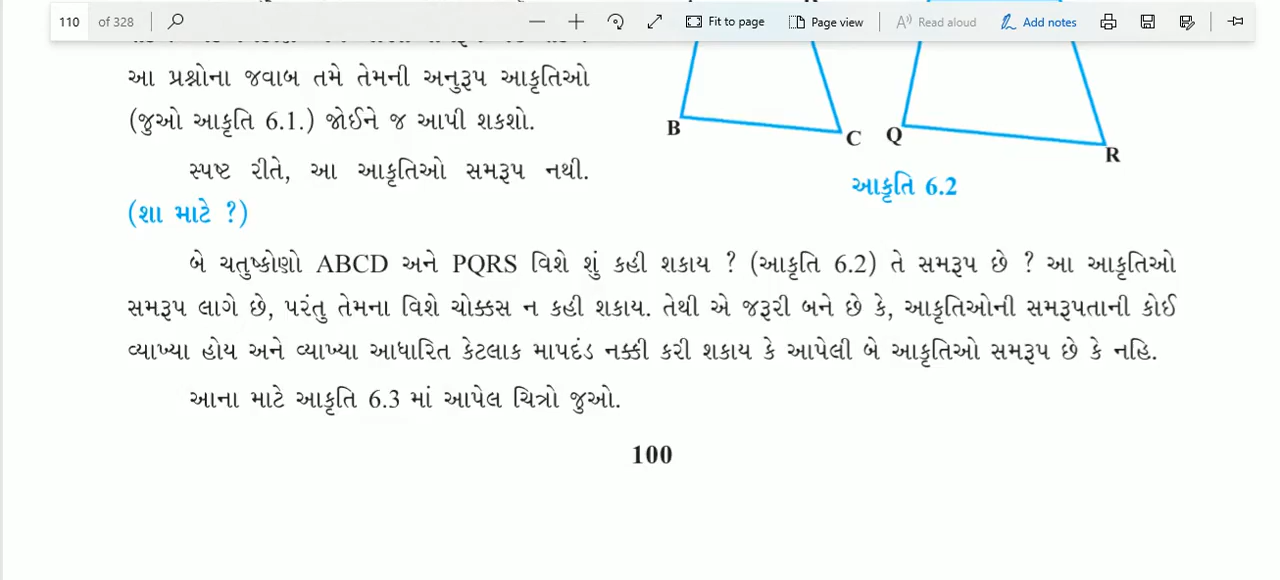 110 of 328 Fit to page Page view Read aloud Add notes
આ પ્રશ્નોના જવાબ તમે તેમની અનુરૂપ આકૃતિઓ
(જુઓ આકૃતિ 6.1.) જોઈને જ આપી શકશો.
સ્પષ્ટ રીતે, આ આકૃતિઓ સમરૂપ નથી.
(શા માટે ?)
B
C
Q
R
આકૃતિ 6.2
બે ચતુષ્કોણો ABCD અને PQRS વિશે શું કહી શકાય ? (આકૃતિ 6.2) તે સમરૂપ છે ? આ આકૃતિઓ
સમરૂપ લાગે છે, પરંતુ તેમના વિશે ચોક્કસ ન કહી શકાય. તેથી એ જરૂરી બને છે કે, આકૃતિઓની સમરૂપતાની કોઈ
વ્યાખ્યા હોય અને વ્યાખ્યા આધારિત કેટલાક માપદંડ નક્કી કરી શકાય કે આપેલી બે આકૃતિઓ સમરૂપ છે કે નહિ.
આના માટે આકૃતિ 6.3 માં આપેલ ચિત્રો જુઓ.
100